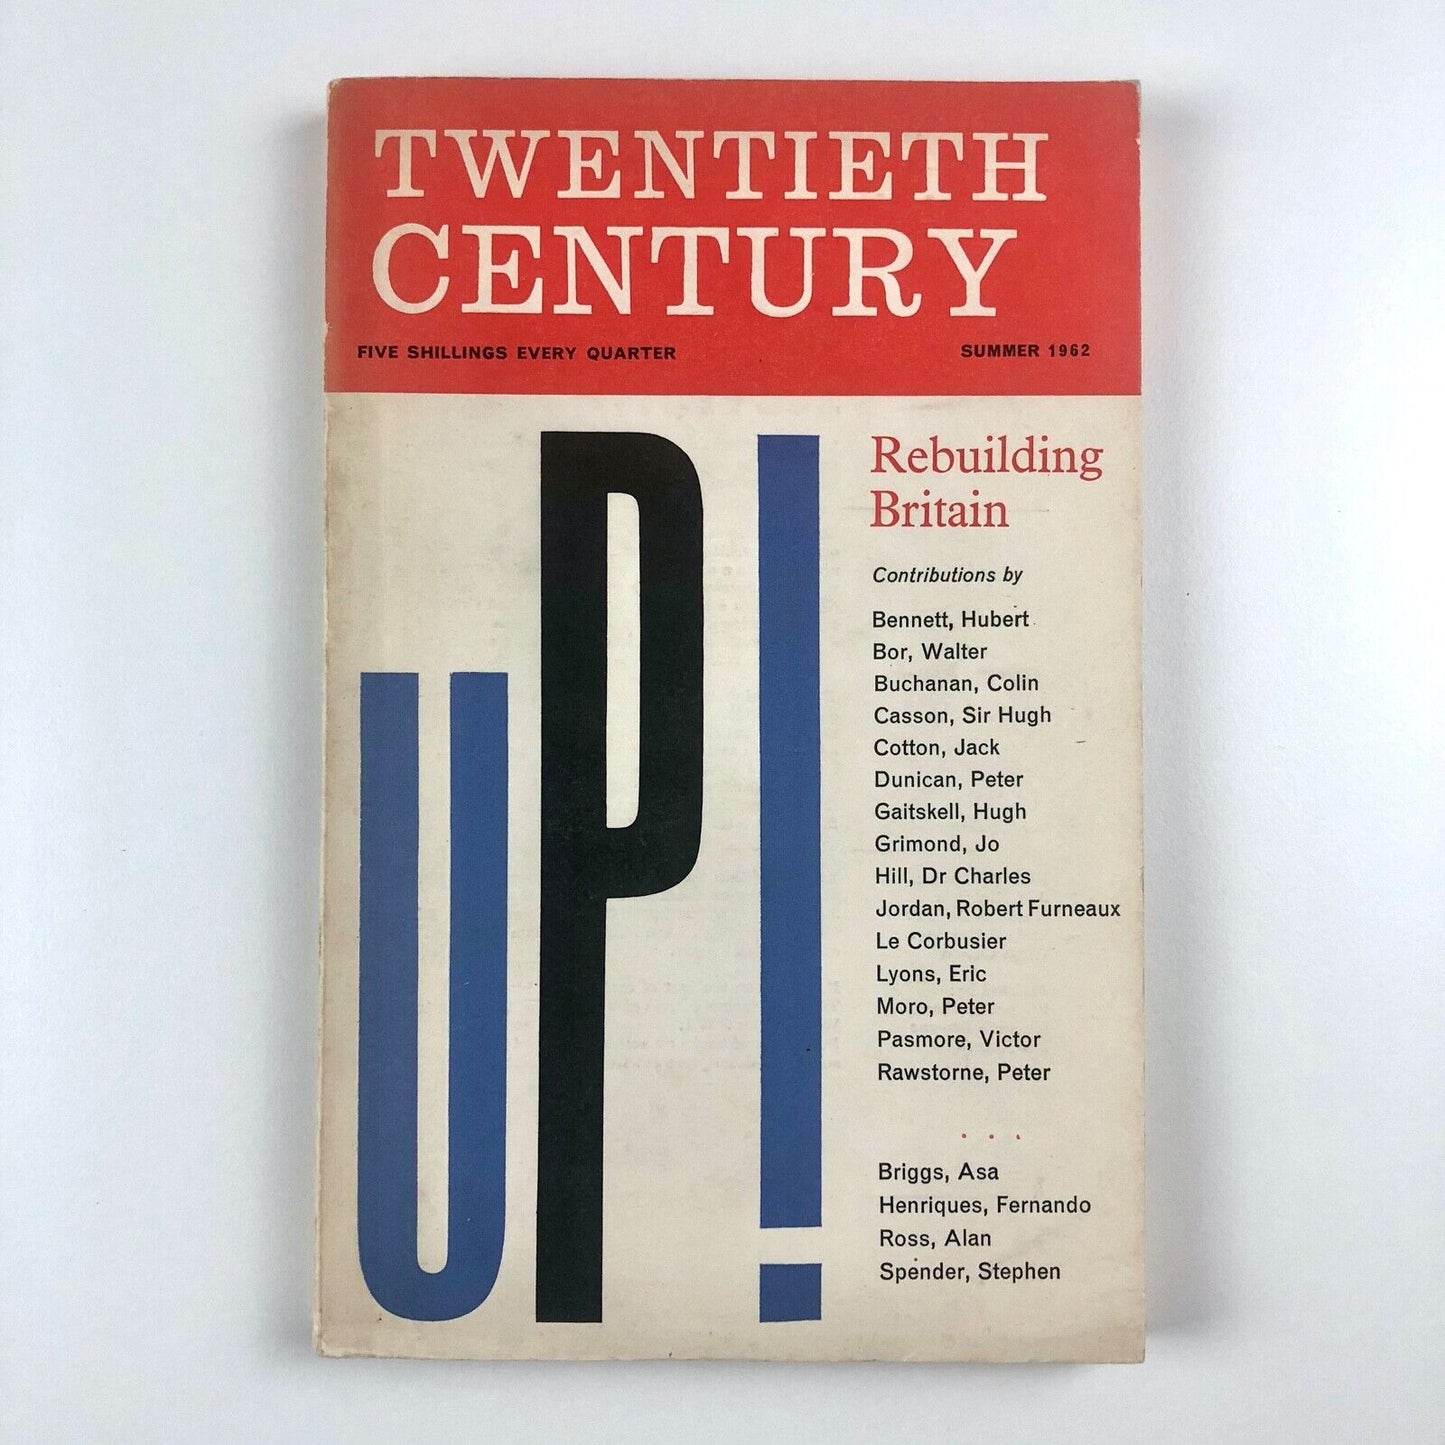 TWENTIETH
CENTURY
FIVE SHILLINGS EVERY QUARTER
SUMMER 1962
UP!
Rebuilding
Britain
Contributions by
Bennett, Hubert
Bor, Walter
Buchanan, Colin
Casson, Sir Hugh
Cotton, Jack
Dunican, Peter
Gaitskell, Hugh
Grimond, Jo
Hill, Dr Charles
Jordan, Robert Furneaux
Le Corbusier
Lyons, Eric
Moro, Peter
Pasmore, Victor
Rawstorne, Peter
. . .
Briggs, Asa
Henriques, Fernando
Ross, Alan
Spender, Stephen